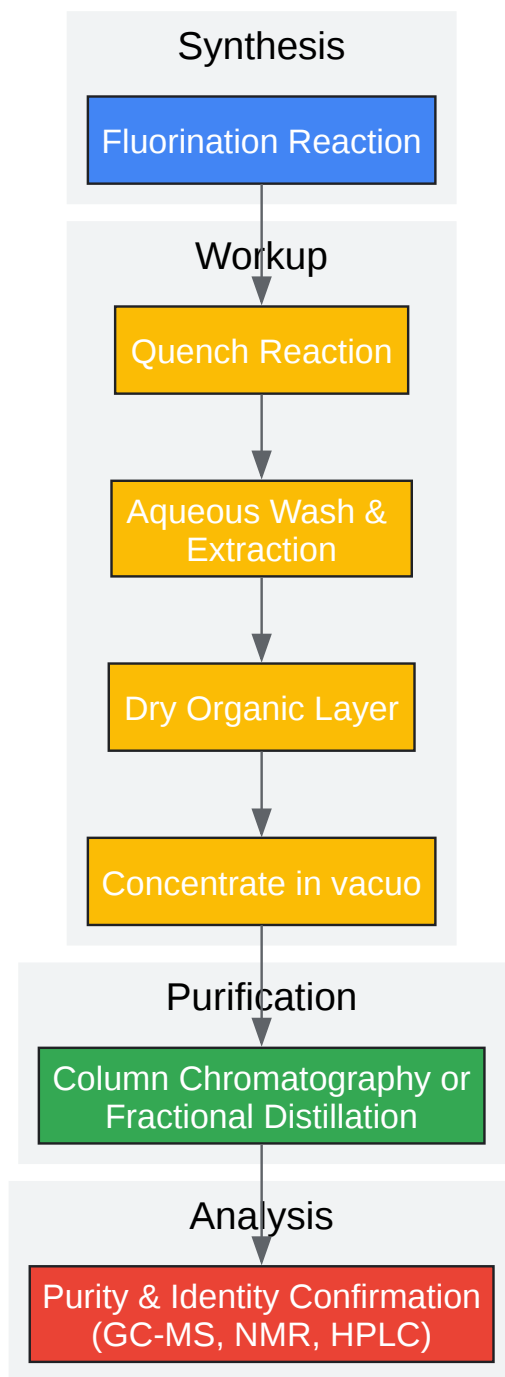 Synthesis
Fluorination Reaction
Workup
Quench Reaction
Aqueous Wash &
Extraction
Dry Organic Layer
Concentrate in vacuo
Purification
Column Chromatography or
Fractional Distillation
Analysis
Purity & Identity Confirmation
(GC-MS, NMR, HPLC)